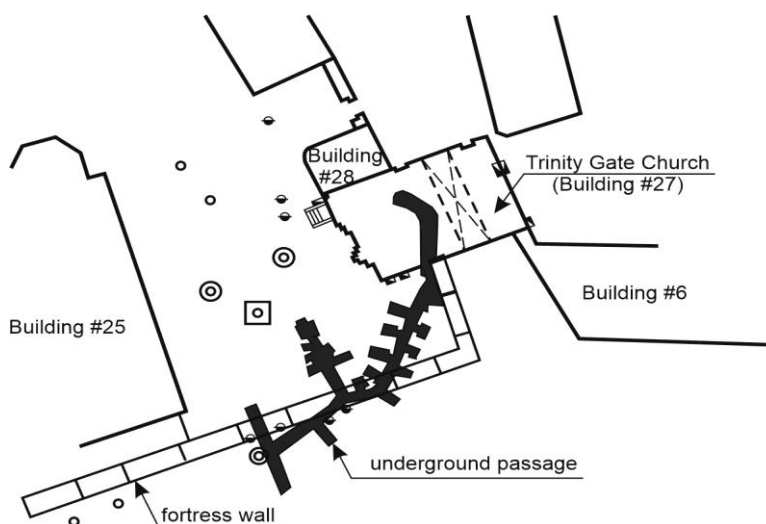 Building
#28
Trinity Gate Church
(Building #27)
Building #6
Building #25
underground passage
fortress wall